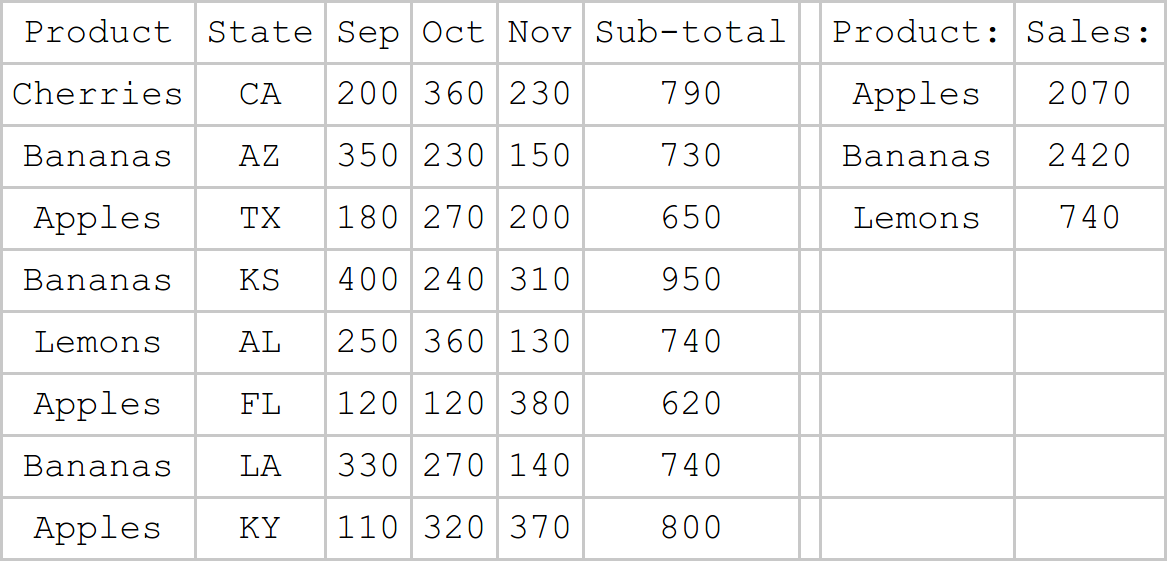 Product State Sep Oct Nov Sub-total Product: Sales:
Cherries CA 200 360 230 790 Apples 2070
Bananas AZ 350 230 150 730 Bananas 2420
Apples TX 180 270 200 650 Lemons 740
Bananas KS 400 240 310 950
Lemons AL 250 360 130 740
Apples FL 120 120 380 620
Bananas LA 330 270 140 740
Apples KY 110 320 370 800